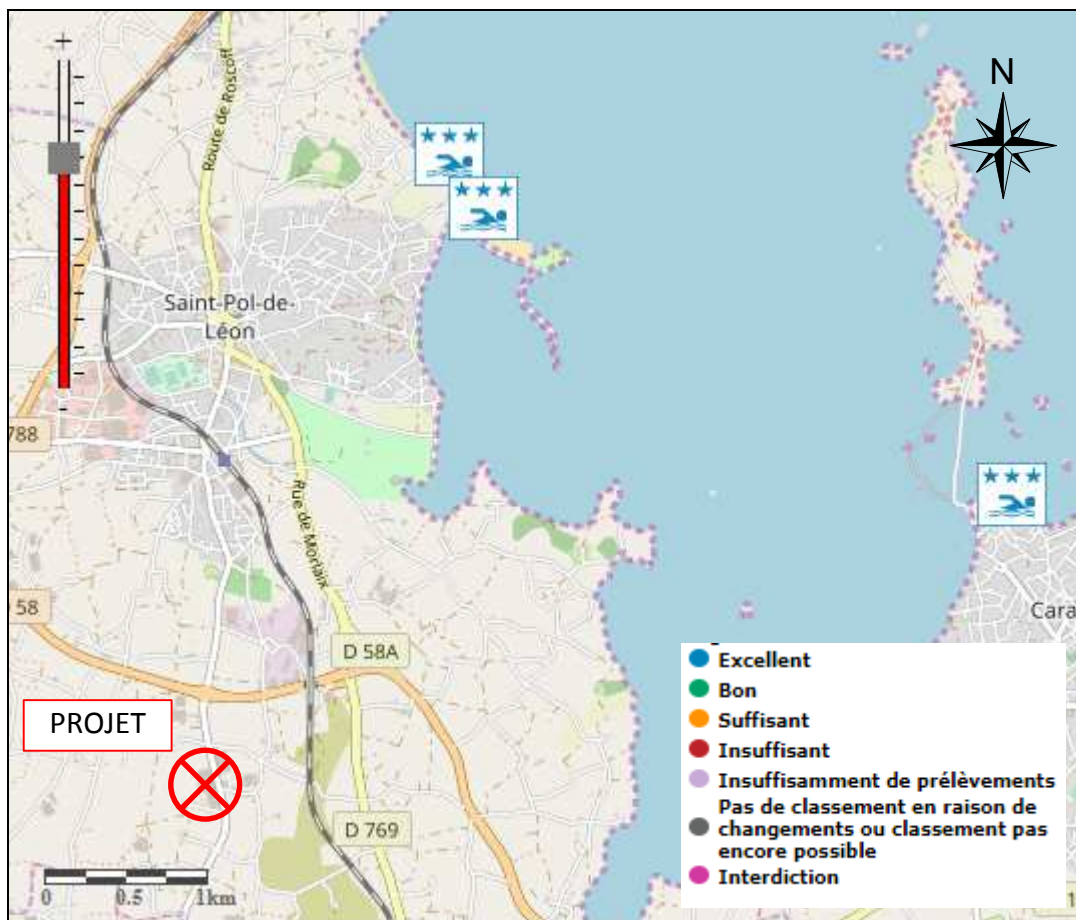 +
N
Route de Roscoff
Saint-Pol-de-
Léon
-
788
Rue de Morlaix
58
D 58A
Cara
PROJET
D 769
0 0.5 1km
Excellent
Bon
Suffisant
Insuffisant
Insuffisamment de prélèvements
Pas de classement en raison de
changements ou classement pas
encore possible
Interdiction
1